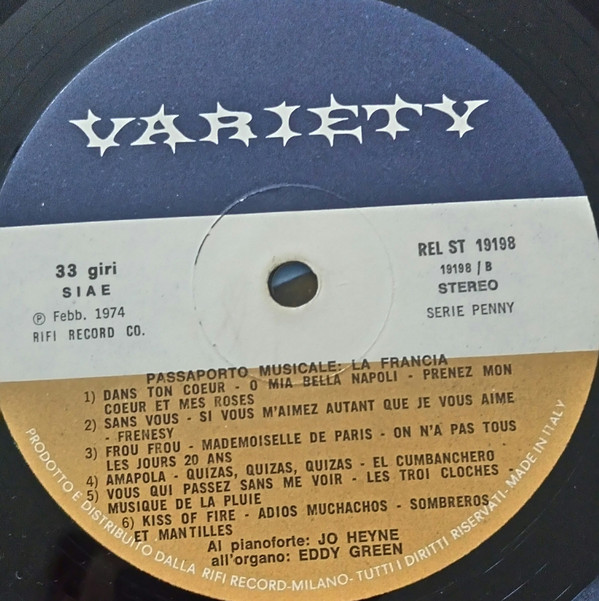 VARIETY
33 giri
SIAE
℗ Febb. 1974
RIFI RECORD CO.
REL ST 19198
19198 / B
STEREO
SERIE PENNY
PASSAPORTO MUSICALE: LA FRANCIA
1) DANS TON COEUR - O MIA BELLA NAPOLI - PRENEZ MON
COEUR ET MES ROSES
2) SANS VOUS - SI VOUS M'AIMEZ AUTANT QUE JE VOUS AIME
- FRENESY
3) FROU FROU - MADEMOISELLE DE PARIS - ON N'A PAS TOUS
LES JOURS 20 ANS
4) AMAPOLA - QUIZAS, QUIZAS, QUIZAS - EL CUMBANCHERO
5) VOUS QUI PASSEZ SANS ME VOIR - LES TROI CLOCHES -
MUSIQUE DE LA PLUIE
6) KISS OF FIRE - ADIOS MUCHACHOS - SOMBREROS
ET MANTILLES
Al pianoforte: JO HEYNE
all'organo: EDDY GREEN
PRODOTTO E DISTRIBUITO DALLA RIFI RECORD-MILANO-TUTTI I DIRITTI RISERVATI-MADE IN ITALY